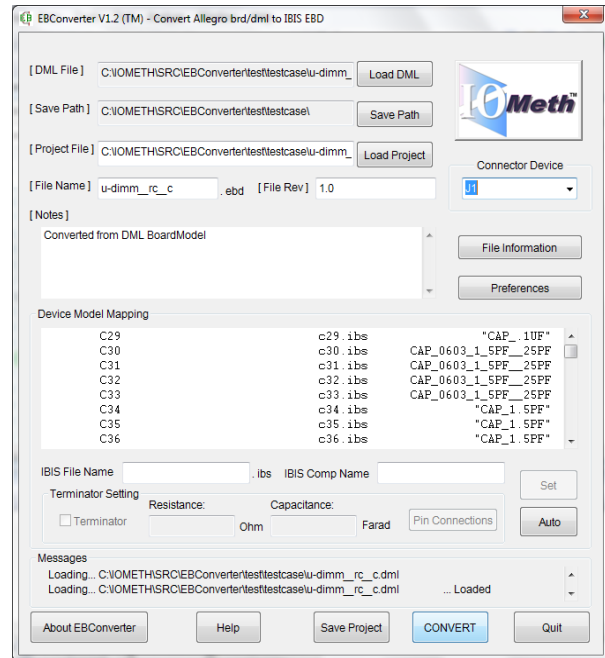 EBConverter V1.2 (TM) - Convert Allegro brd/dml to IBIS EBD
[ DML File ] C:\IOMETH\SRC\EBConverter\test\testcase\u-dimm_ Load DML
IOMeth™
[ Save Path ] C:\IOMETH\SRC\EBConverter\test\testcase\ Save Path
[ Project File ] C:\IOMETH\SRC\EBConverter\test\testcase\u-dimm_ Load Project
Connector Device
[ File Name ] u-dimm__rc__c . ebd [ File Rev ] 1.0 J1
[ Notes ]
Converted from DML BoardModel
File Information
Preferences
Device Model Mapping
C29 c29.ibs "CAP_.1UF"
C30 c30.ibs CAP_0603_1_5PF__25PF
C31 c31.ibs CAP_0603_1_5PF__25PF
C32 c32.ibs CAP_0603_1_5PF__25PF
C33 c33.ibs CAP_0603_1_5PF__25PF
C34 c34.ibs "CAP_1.5PF"
C35 c35.ibs "CAP_1.5PF"
C36 c36.ibs "CAP_1.5PF"
IBIS File Name . ibs IBIS Comp Name
Set
Terminator Setting
Resistance: Capacitance:
Terminator Ohm Farad Pin Connections Auto
Messages
Loading... C:\IOMETH\SRC\EBConverter\test\testcase\u-dimm__rc__c.dml
Loading... C:\IOMETH\SRC\EBConverter\test\testcase\u-dimm__rc__c.dml ... Loaded
About EBConverter Help Save Project CONVERT Quit